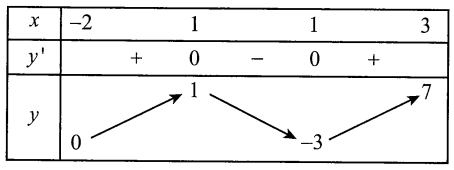 x –2 1 1 3
y' + 0 – 0 +
1 7
y
0 –3